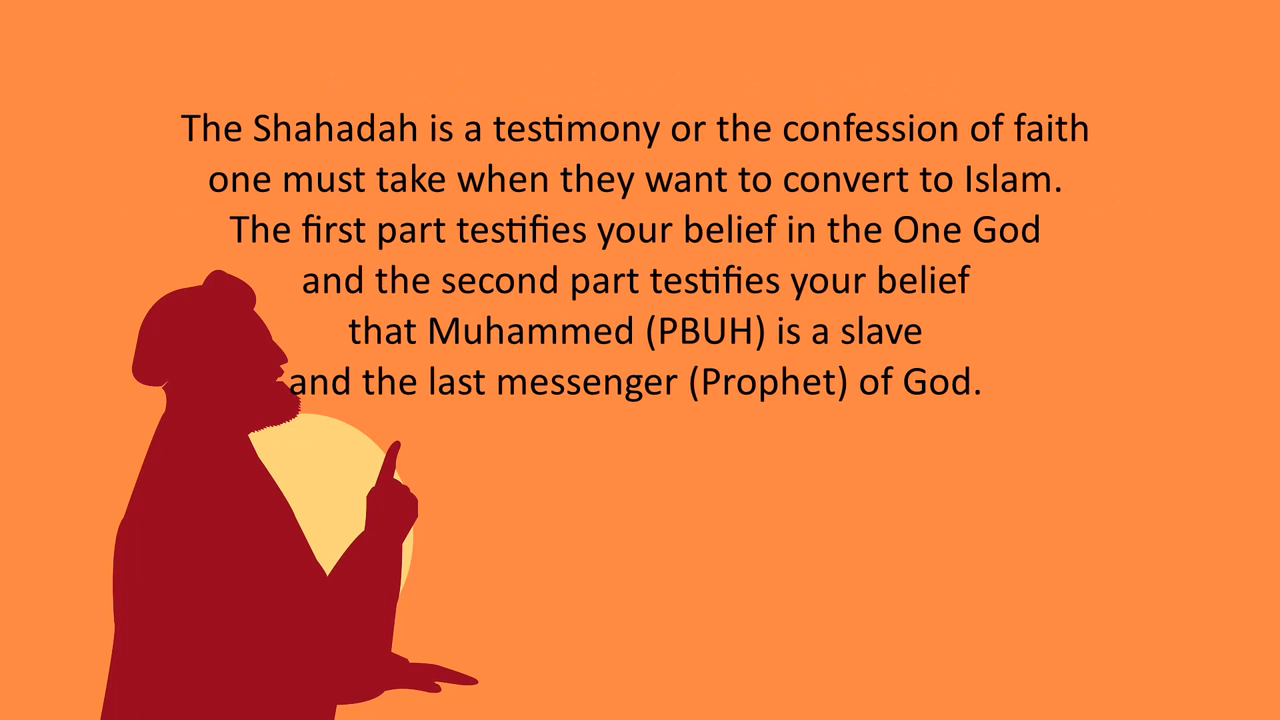 The Shahadah is a testimony or the confession of faith
one must take when they want to convert to Islam.
The first part testifies your belief in the One God
and the second part testifies your belief
that Muhammed (PBUH) is a slave
and the last messenger (Prophet) of God.